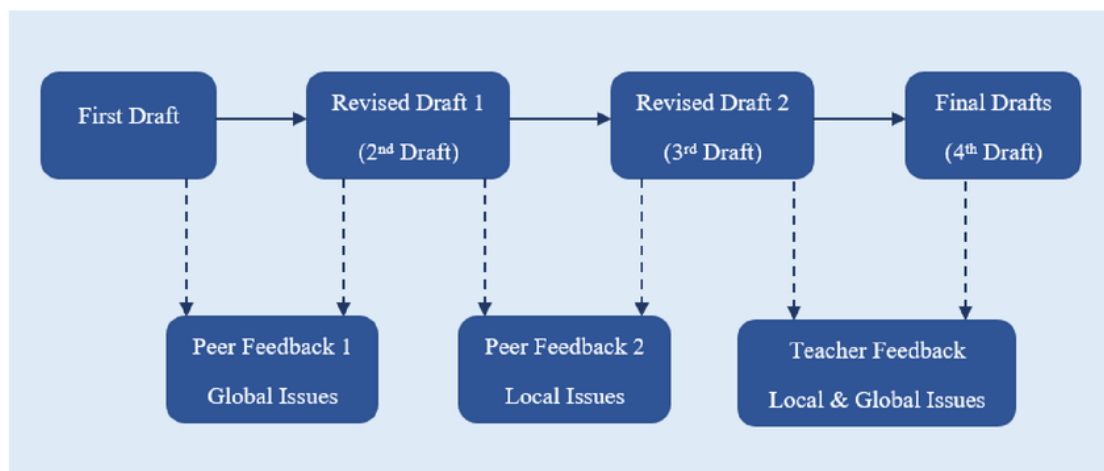 First Draft
Revised Draft 1
(2nd Draft)
Revised Draft 2
(3rd Draft)
Final Drafts
(4th Draft)
Peer Feedback 1
Global Issues
Peer Feedback 2
Local Issues
Teacher Feedback
Local & Global Issues